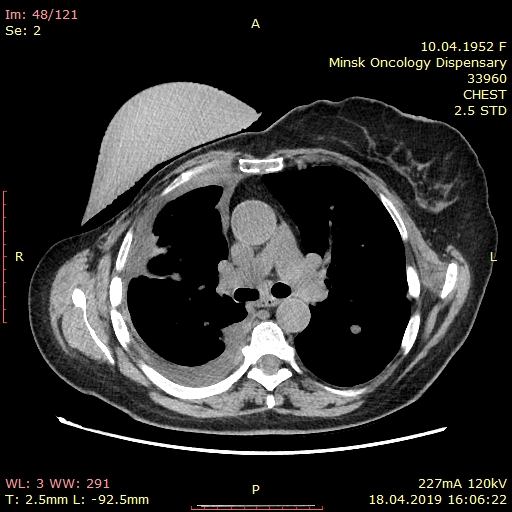 Im: 48/121
Se: 2
A
10.04.1952 F
Minsk Oncology Dispensary
33960
CHEST
2.5 STD
R
L
WL: 3 WW: 291
T: 2.5mm L: -92.5mm
P
227mA 120kV
18.04.2019 16:06:22